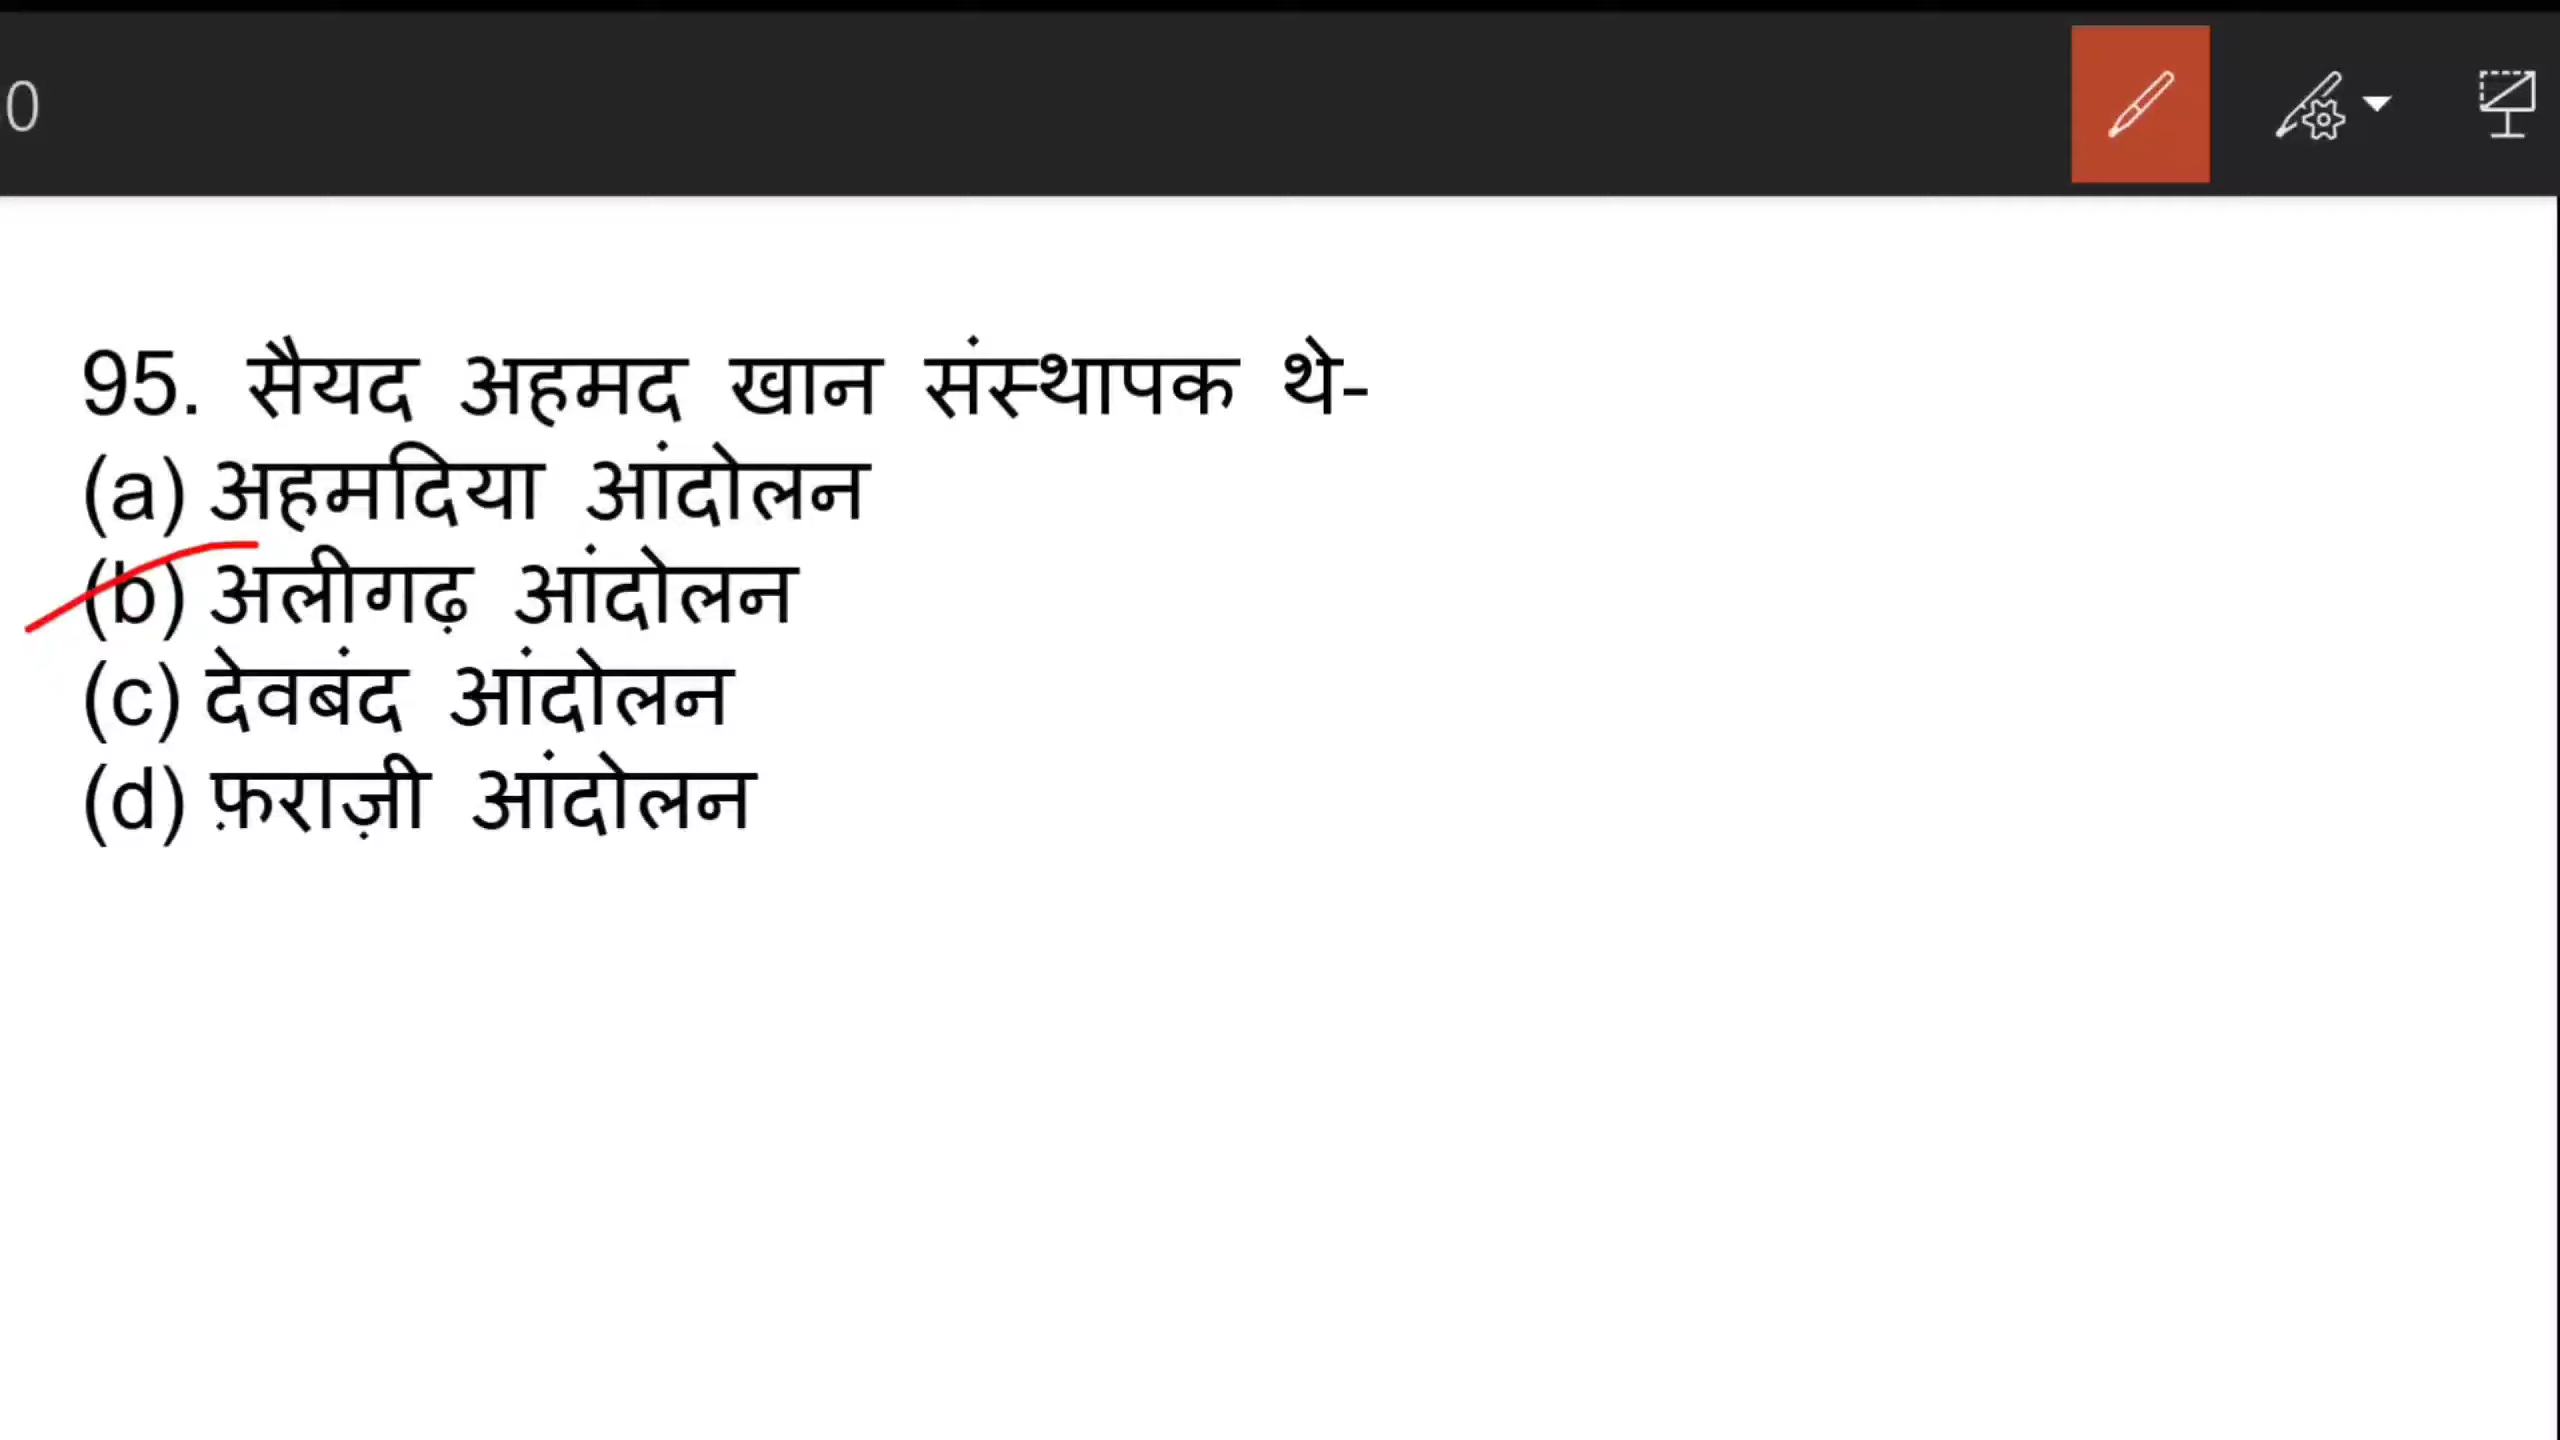 0
95. सैयद अहमद खान संस्थापक थे-
(a) अहमदिया आंदोलन
(b) अलीगढ़ आंदोलन
(c) देवबंद आंदोलन
(d) फ़राज़ी आंदोलन